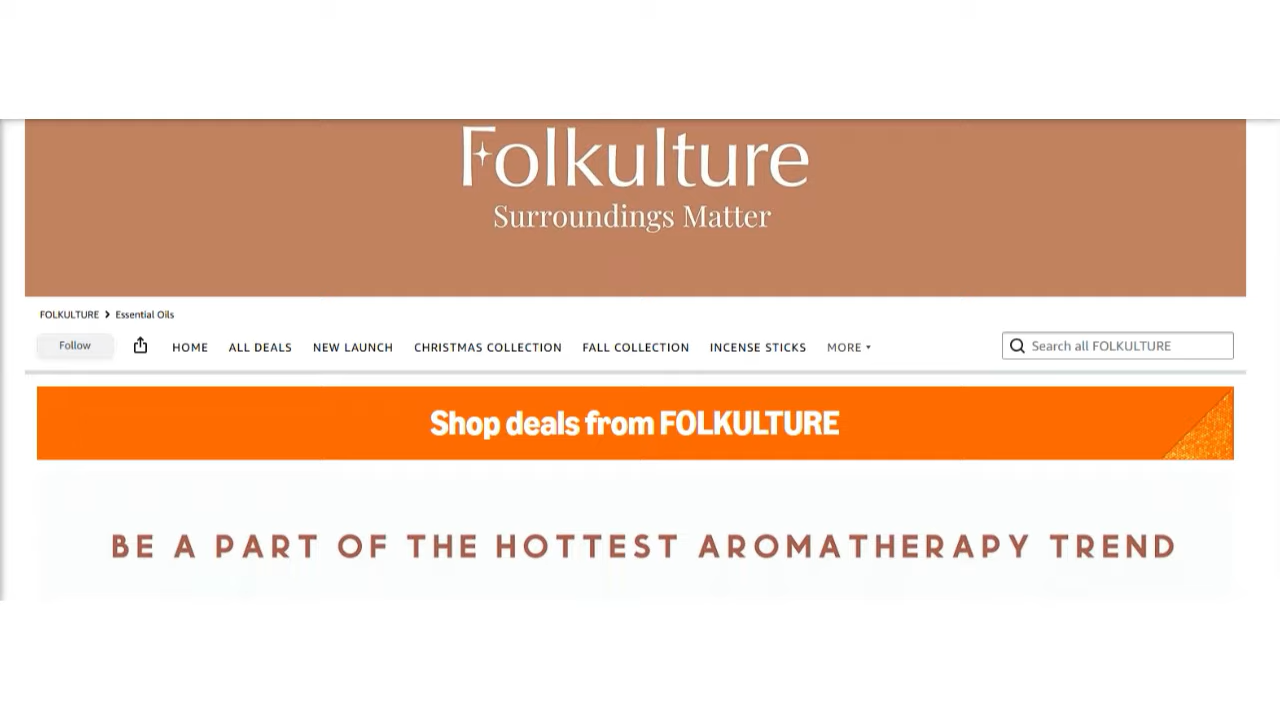 Folkulture
Surroundings Matter
FOLKULTURE > Essential Oils
Follow HOME ALL DEALS NEW LAUNCH CHRISTMAS COLLECTION FALL COLLECTION INCENSE STICKS MORE Search all FOLKULTURE
Shop deals from FOLKULTURE
BE A PART OF THE HOTTEST AROMATHERAPY TREND